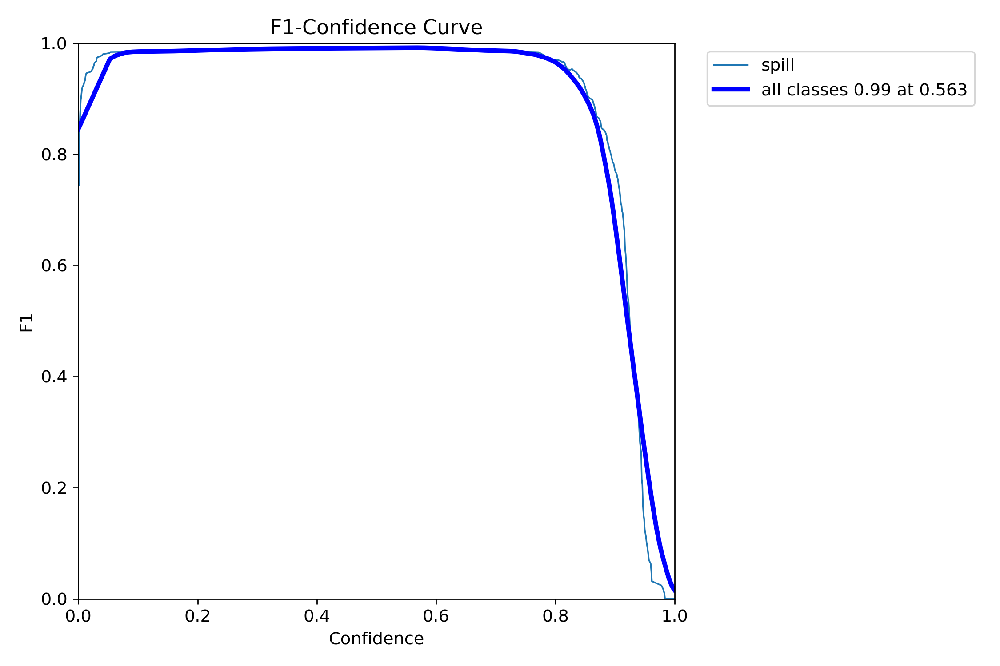 F1-Confidence Curve
1.0
0.8
0.6
0.4
0.2
0.0
F1
0.0 0.2 0.4 0.6 0.8 1.0
Confidence
spill
all classes 0.99 at 0.563